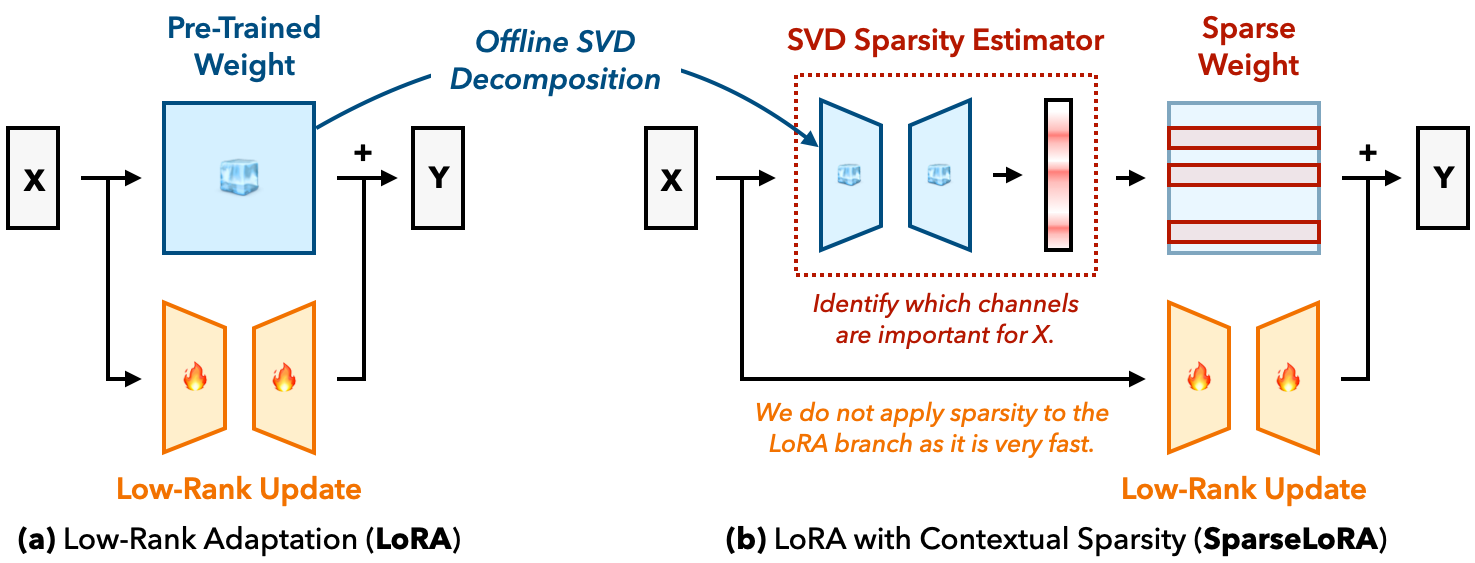 Pre-Trained
Weight
Offline SVD
Decomposition
X
+
Y
Low-Rank Update
(a) Low-Rank Adaptation (LoRA)
SVD Sparsity Estimator
Sparse
Weight
X
+
Y
Identify which channels
are important for X.
We do not apply sparsity to the
LoRA branch as it is very fast.
Low-Rank Update
(b) LoRA with Contextual Sparsity (SparseLoRA)